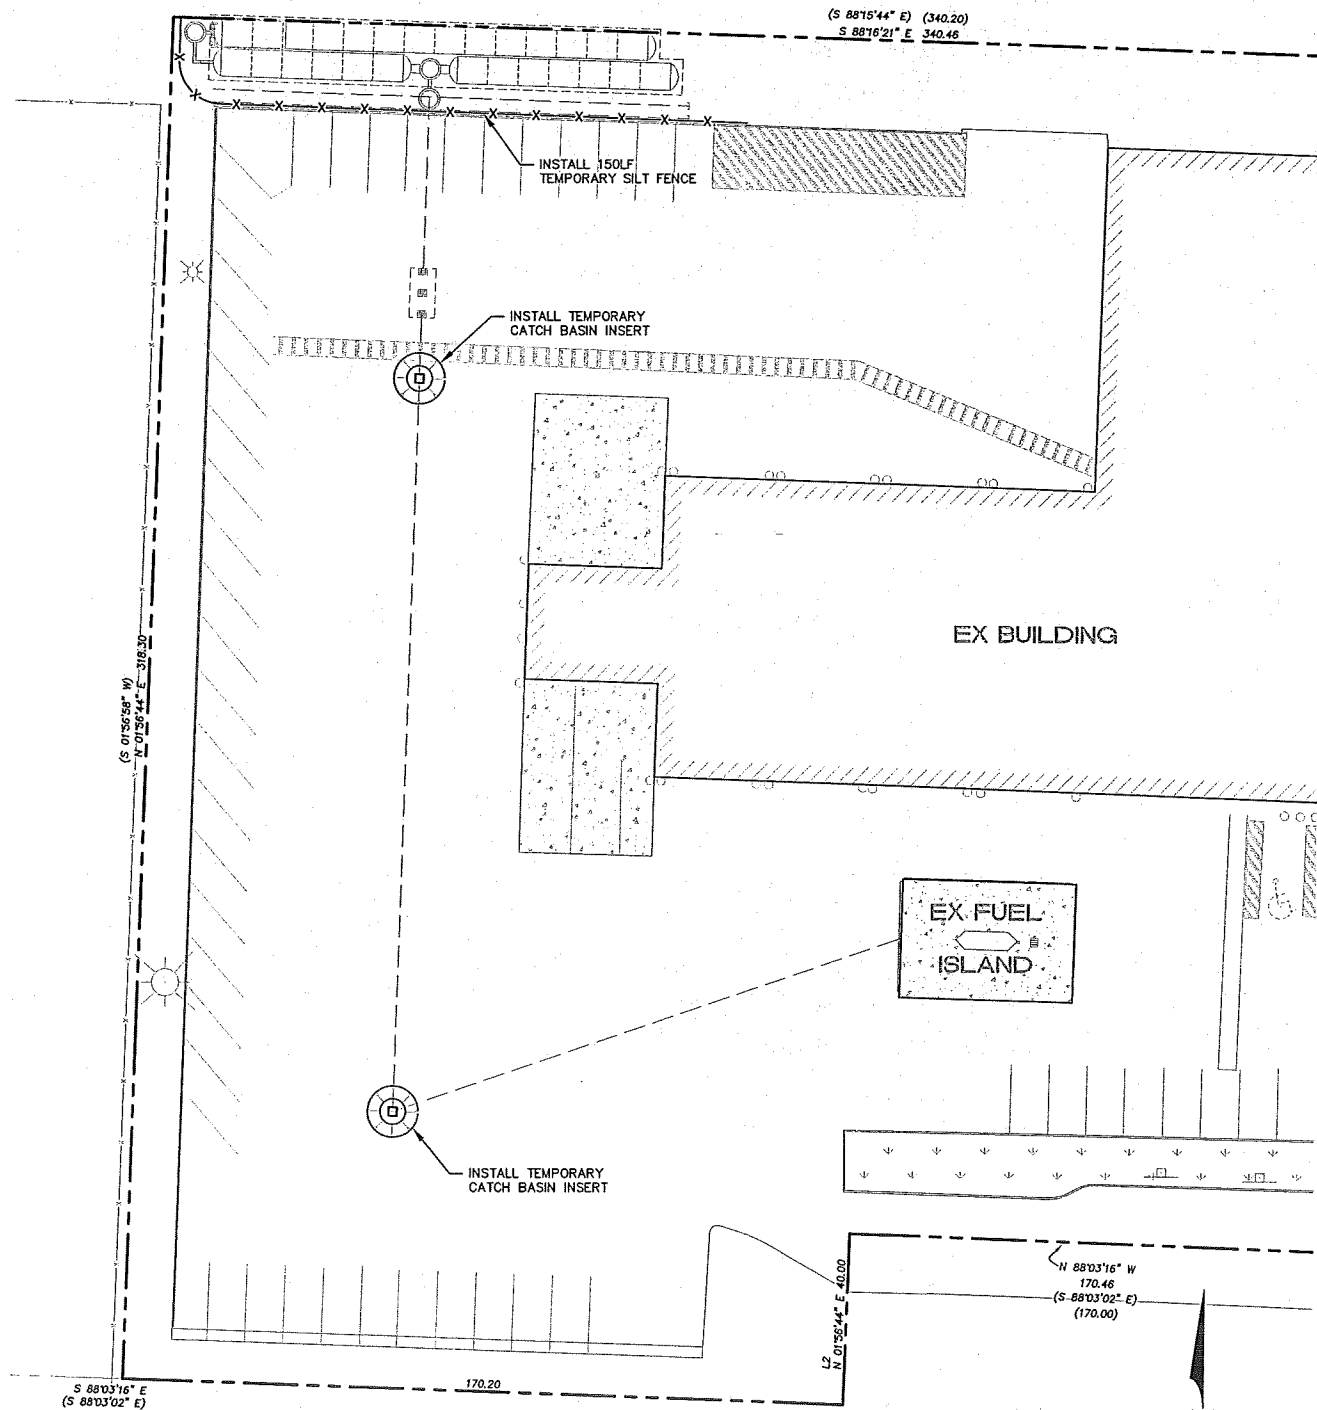 (S 88°15'44" E) (340.20)
S 88°16'21" E 340.46
INSTALL 150LF
TEMPORARY SILT FENCE
INSTALL TEMPORARY
CATCH BASIN INSERT
EX BUILDING
(S 01°56'58" W)
N 01°56'44" E 318.30
EX FUEL
ISLAND
INSTALL TEMPORARY
CATCH BASIN INSERT
N 88°03'16" W
170.46
(S 88°03'02" E)
(170.00)
L2
N 01°56'44" E 40.00
170.20
S 88°03'16" E
(S 88°03'02" E)